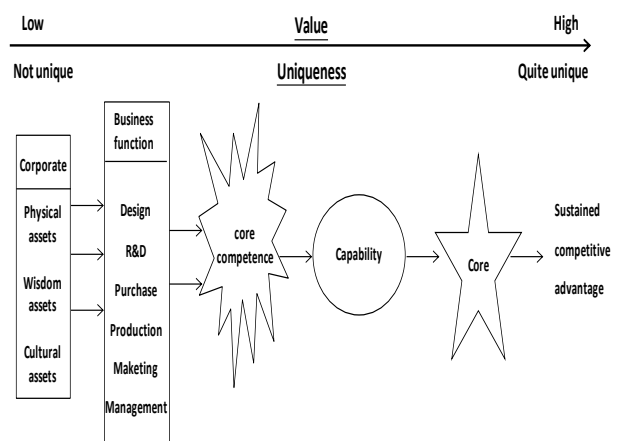 Low Value High
Not unique Uniqueness Quite unique
Corporate
Physical
assets
Wisdom
assets
Cultural
assets
Business
function
Design
R&D
Purchase
Production
Maketing
Management
core
competence
Capability
Core
Sustained
competitive
advantage